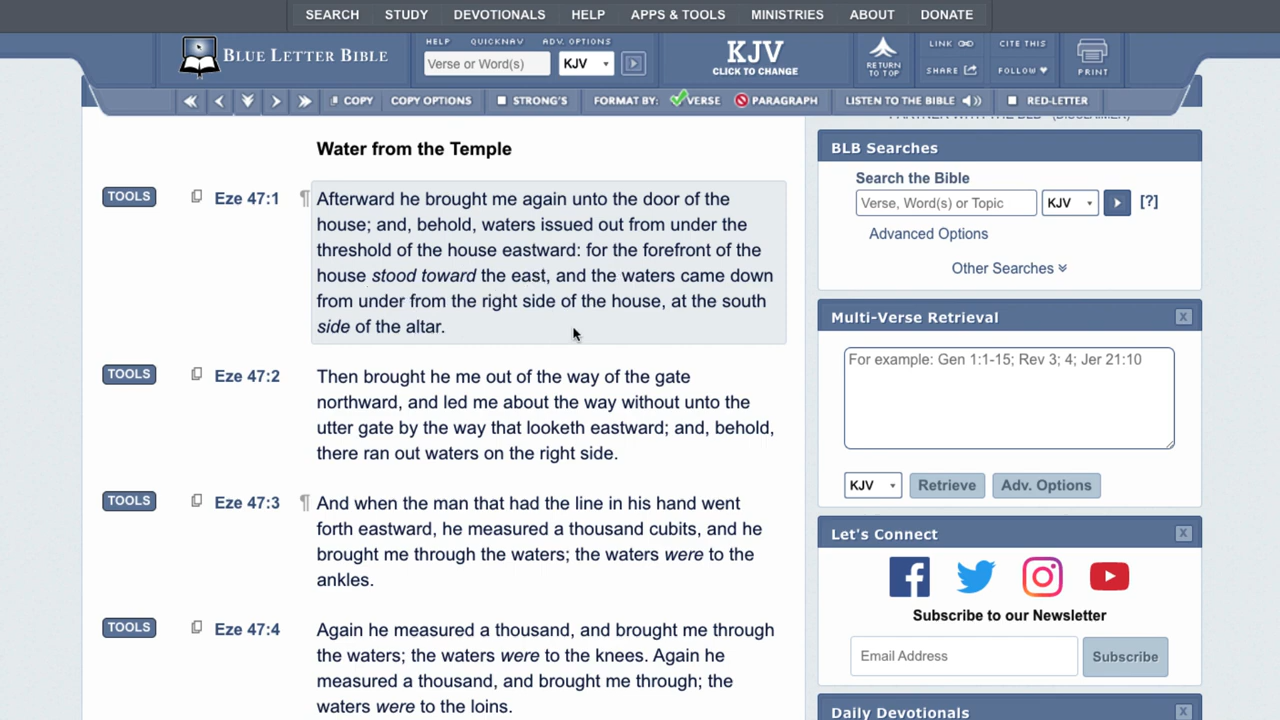 SEARCH STUDY DEVOTIONALS HELP APPS & TOOLS MINISTRIES ABOUT DONATE
BLUE LETTER BIBLE
HELP QUICKNAV ADV. OPTIONS
Verse or Word(s) KJV
KJV
CLICK TO CHANGE
RETURN
TO TOP
LINK
SHARE
CITE THIS
FOLLOW
PRINT
COPY COPY OPTIONS STRONG'S FORMAT BY: VERSE PARAGRAPH LISTEN TO THE BIBLE RED-LETTER
Water from the Temple
TOOLS Eze 47:1 ¶ Afterward he brought me again unto the door of the
house; and, behold, waters issued out from under the
threshold of the house eastward: for the forefront of the
house stood toward the east, and the waters came down
from under from the right side of the house, at the south
side of the altar.
TOOLS Eze 47:2 Then brought he me out of the way of the gate
northward, and led me about the way without unto the
utter gate by the way that looketh eastward; and, behold,
there ran out waters on the right side.
TOOLS Eze 47:3 ¶ And when the man that had the line in his hand went
forth eastward, he measured a thousand cubits, and he
brought me through the waters; the waters were to the
ankles.
TOOLS Eze 47:4 Again he measured a thousand, and brought me through
the waters; the waters were to the knees. Again he
measured a thousand, and brought me through; the
waters were to the loins.
PARTNER WITH THE BLB (DISCLAIMER)
BLB Searches
Search the Bible
Verse, Word(s) or Topic KJV [?]
Advanced Options
Other Searches
Multi-Verse Retrieval X
For example: Gen 1:1-15; Rev 3; 4; Jer 21:10
KJV Retrieve Adv. Options
Let's Connect X
Subscribe to our Newsletter
Email Address Subscribe
Daily Devotionals X